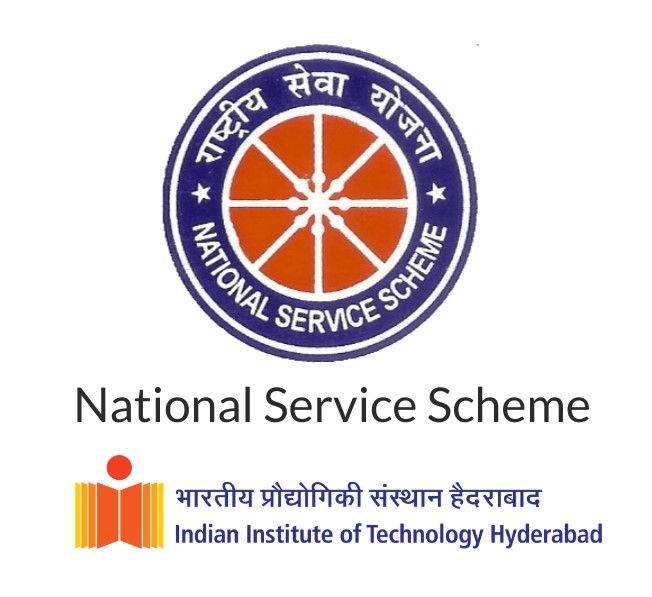 राष्ट्रीय सेवा योजना
NATIONAL SERVICE SCHEME
National Service Scheme
भारतीय प्रौद्योगिकी संस्थान हैदराबाद
Indian Institute of Technology Hyderabad